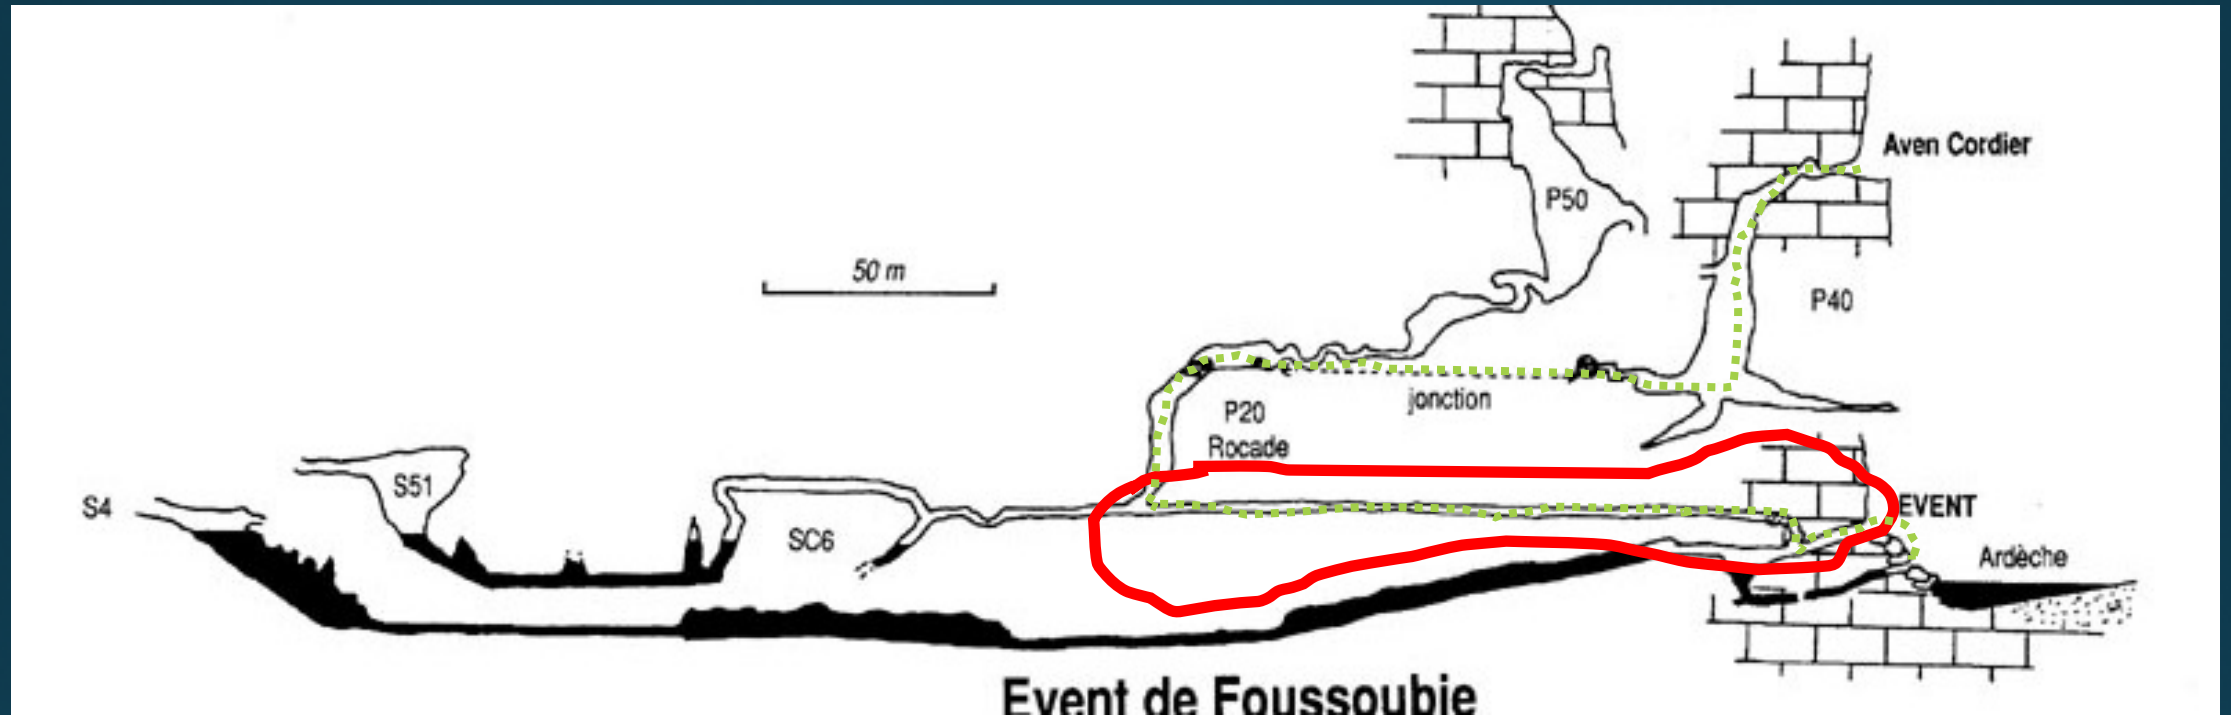 Aven Cordier
P50
50 m
P40
jonction
P20
Rocade
S51
S4
EVENT
SC6
Ardèche
Event de Foussoubie